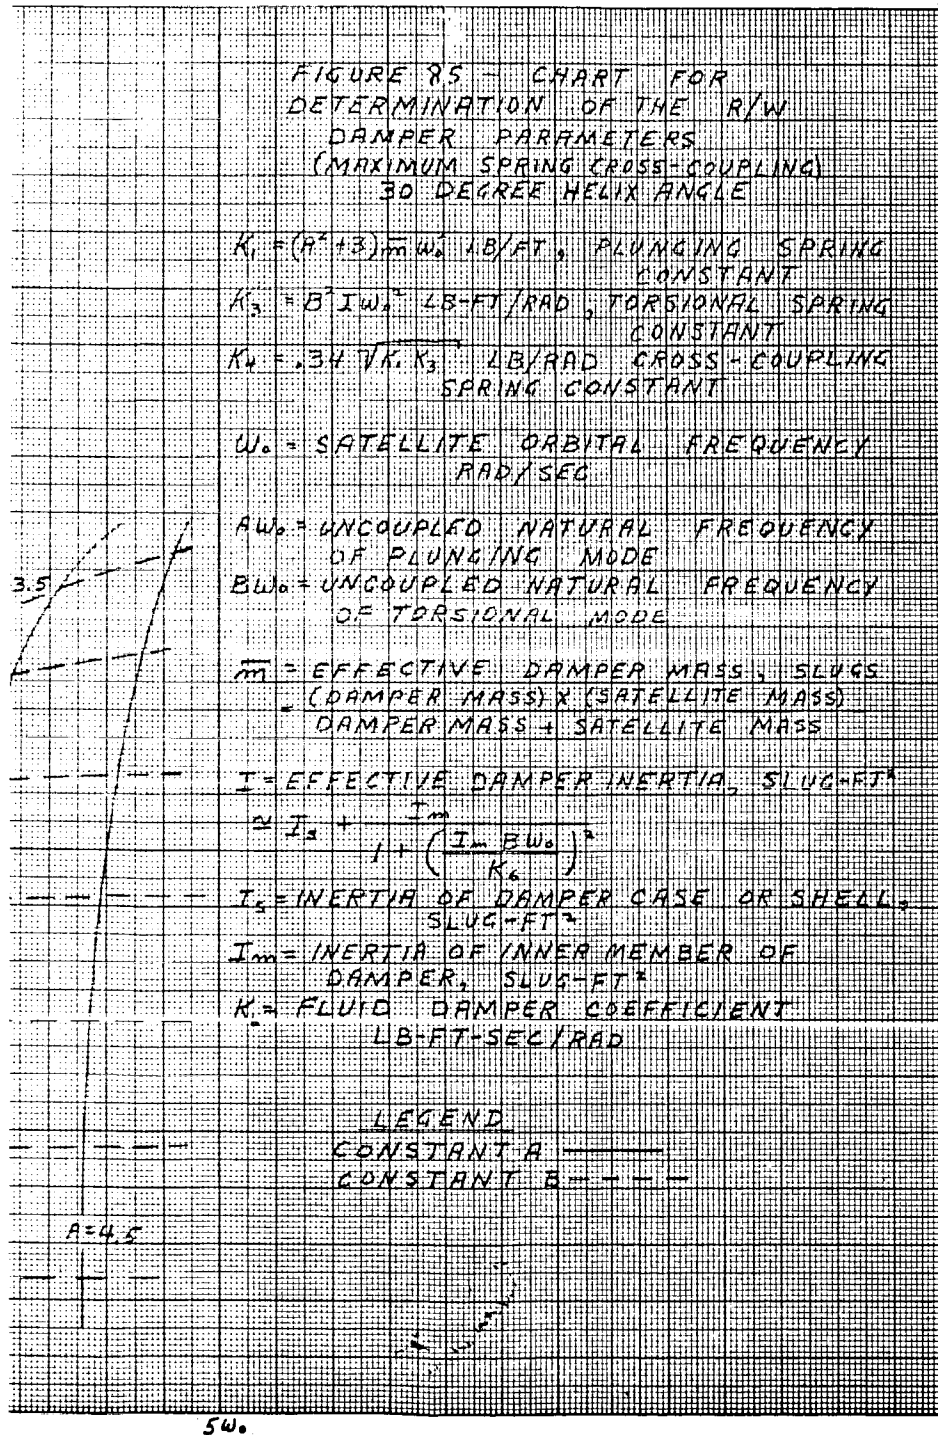 FIGURE 85 - CHART FOR
DETERMINATION OF THE R/W
DAMPER PARAMETERS
(MAXIMUM SPRING CROSS-COUPLING)
30 DEGREE HELIX ANGLE
K₁ = (A²+3) m̅ W₀² LB/FT, PLUNGING SPRING
CONSTANT
K₃ = B² I W₀² LB-FT/RAD, TORSIONAL SPRING
CONSTANT
K₄ = .34 √K₁K₃ LB/RAD CROSS-COUPLING
SPRING CONSTANT
W₀ = SATELLITE ORBITAL FREQUENCY
RAD/SEC
AW₀ = UNCOUPLED NATURAL FREQUENCY
OF PLUNGING MODE
3.5
BW₀ = UNCOUPLED NATURAL FREQUENCY
OF TORSIONAL MODE
m̅ = EFFECTIVE DAMPER MASS, SLUGS
= (DAMPER MASS) X (SATELLITE MASS)
DAMPER MASS + SATELLITE MASS
I = EFFECTIVE DAMPER INERTIA, SLUG-FT²
≃ Iₛ + Iₘ
1 + (Iₘ BW₀
K₆)²
Iₛ = INERTIA OF DAMPER CASE OR SHELL,
SLUG-FT²
Iₘ = INERTIA OF INNER MEMBER OF
DAMPER, SLUG-FT²
K = FLUID DAMPER COEFFICIENT
LB-FT-SEC/RAD
LEGEND
CONSTANT A
CONSTANT B
A=4.5
5W₀